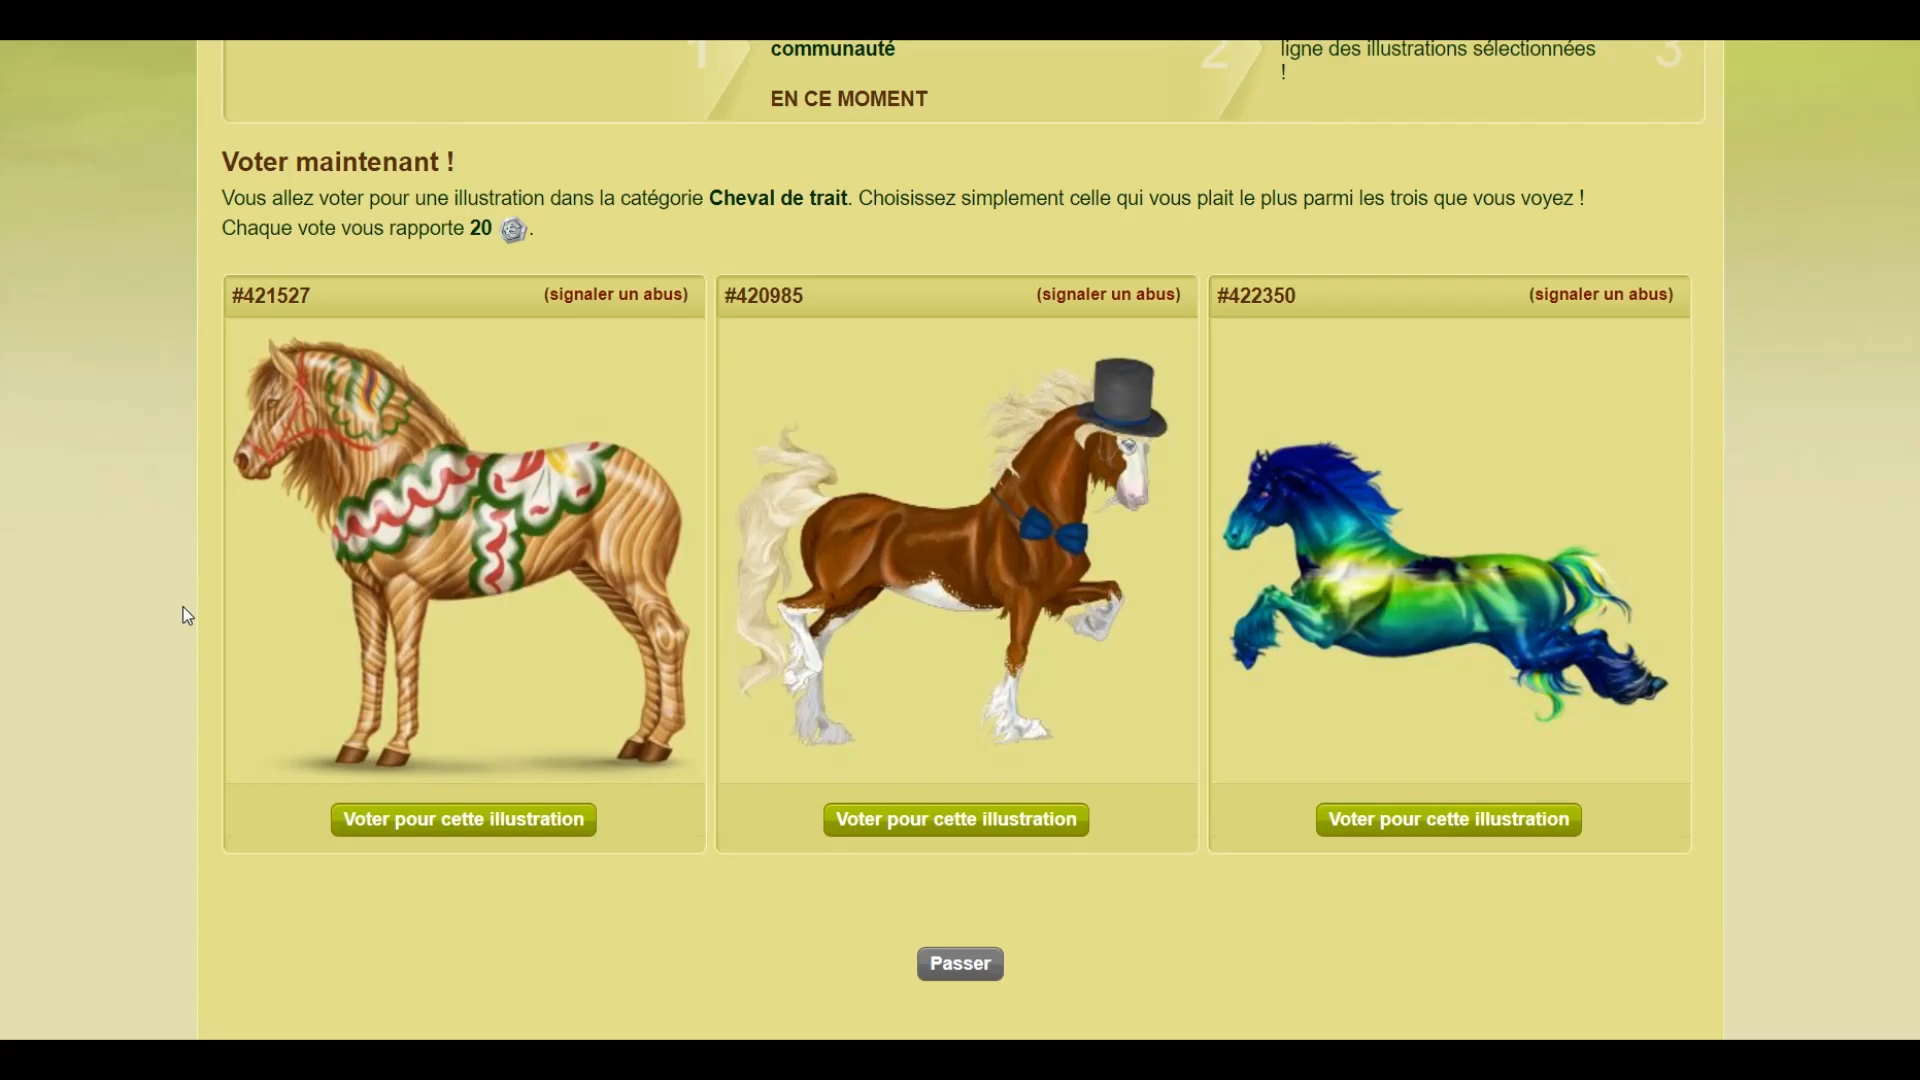 1
communauté
EN CE MOMENT
2
ligne des illustrations sélectionnées
!
3
Voter maintenant !
Vous allez voter pour une illustration dans la catégorie Cheval de trait. Choisissez simplement celle qui vous plait le plus parmi les trois que vous voyez !
Chaque vote vous rapporte 20 .
#421527 (signaler un abus)
#420985 (signaler un abus)
#422350 (signaler un abus)
Voter pour cette illustration
Voter pour cette illustration
Voter pour cette illustration
Passer